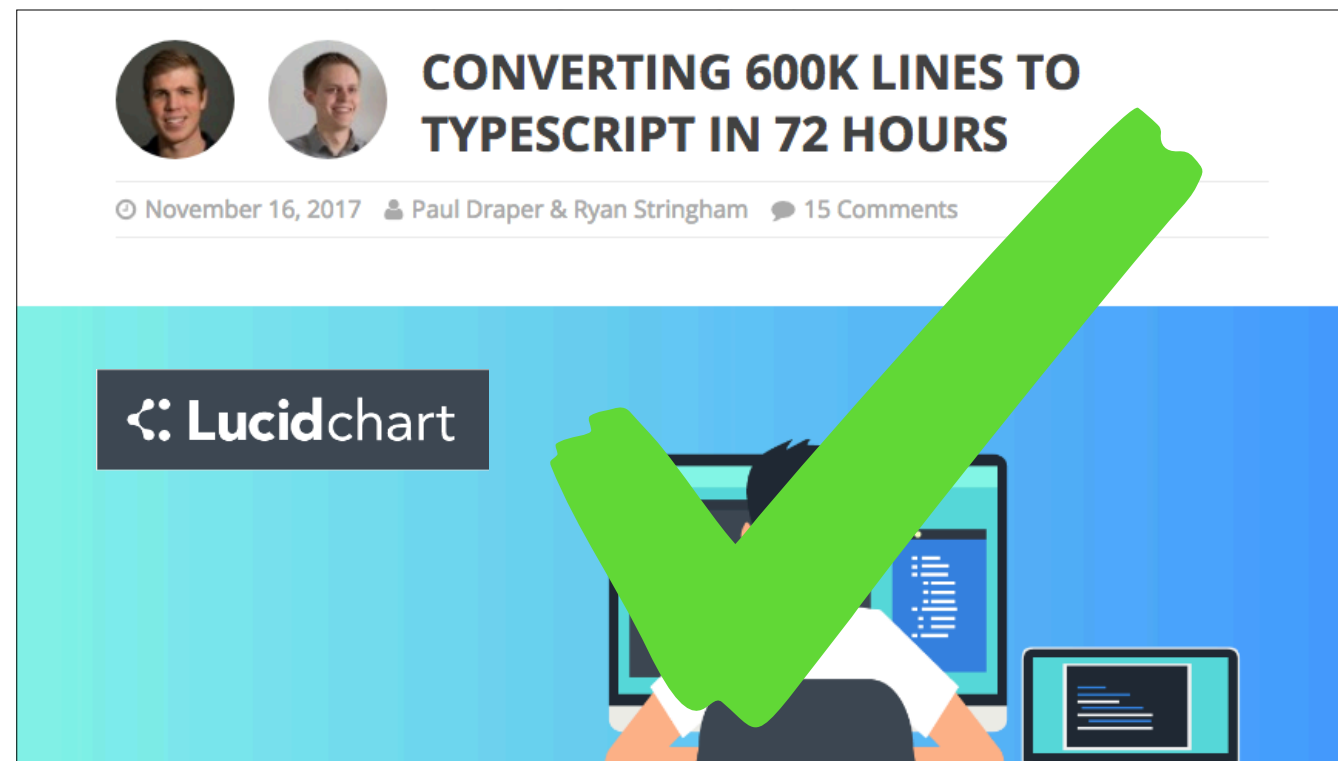 CONVERTING 600K LINES TO
TYPESCRIPT IN 72 HOURS
November 16, 2017 Paul Draper & Ryan Stringham 15 Comments
Lucidchart